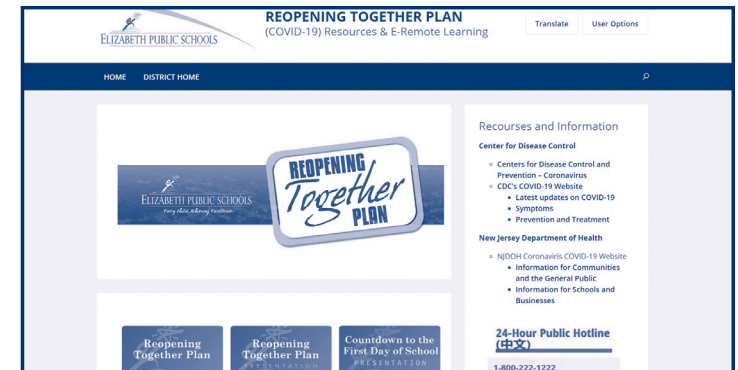 ELIZABETH PUBLIC SCHOOLS
REOPENING TOGETHER PLAN
(COVID-19) Resources & E-Remote Learning
Translate
User Options
HOME
DISTRICT HOME
ELIZABETH PUBLIC SCHOOLS
Every Child, Achieving Excellence
REOPENING
Together
PLAN
Reopening
Together Plan
Reopening
Together Plan
PRESENTATION
Countdown to the
First Day of School
PRESENTATION
Recourses and Information
Center for Disease Control
Centers for Disease Control and
Prevention – Coronavirus
CDC's COVID-19 Website
Latest updates on COVID-19
Symptoms
Prevention and Treatment
New Jersey Department of Health
NJDOH Coronaviris COVID-19 Website
Information for Communities
and the General Public
Information for Schools and
Businesses
24-Hour Public Hotline
(中文)
1-800-222-1222